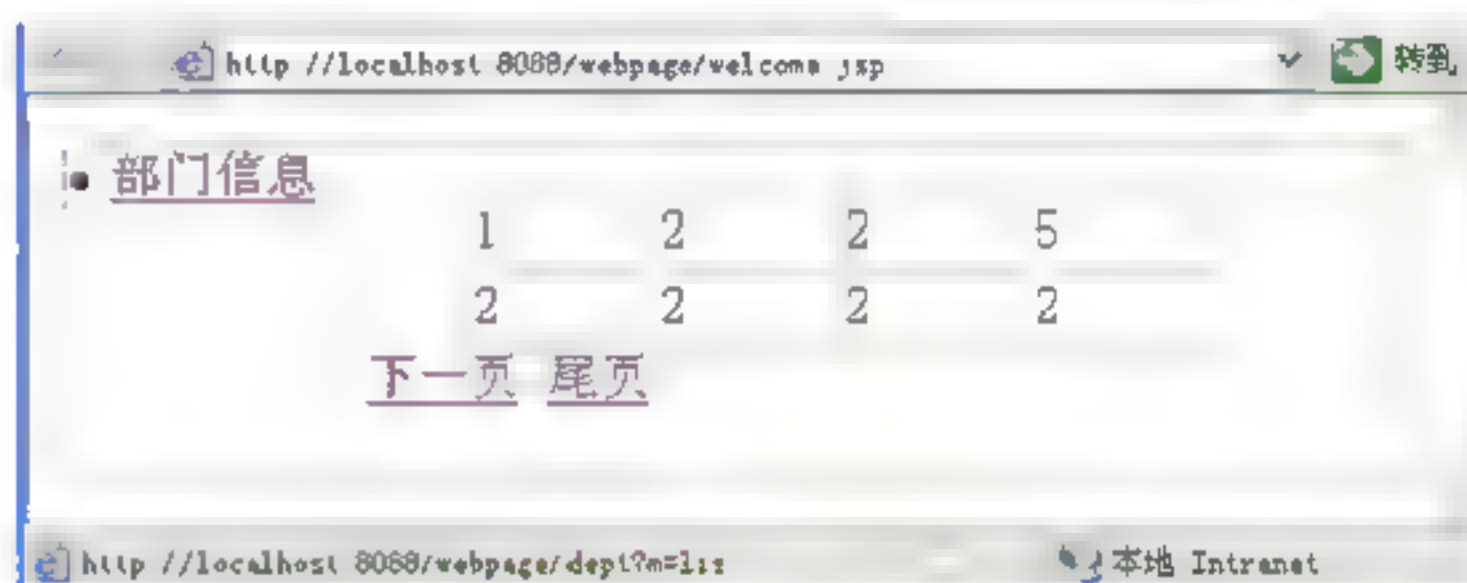 http //localhost 8088/webpage/welcome jsp 转到
部门信息
1 2 2 5
2 2 2 2
下一页 尾页
http //localhost 8088/webpage/dept?m=lis 本地 Intranet